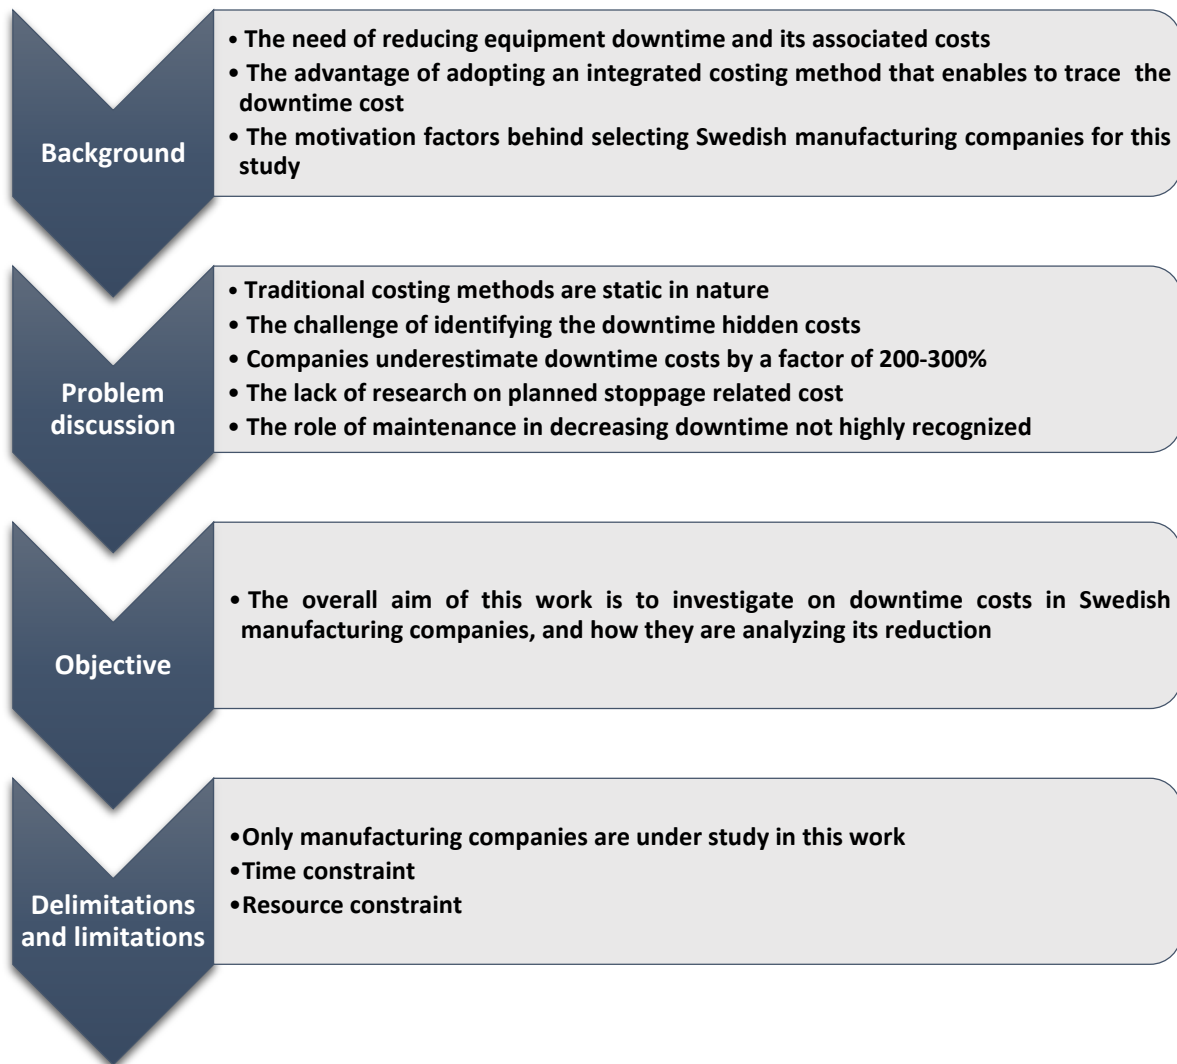 Background
• The need of reducing equipment downtime and its associated costs
• The advantage of adopting an integrated costing method that enables to trace the
downtime cost
• The motivation factors behind selecting Swedish manufacturing companies for this
study
Problem
discussion
• Traditional costing methods are static in nature
• The challenge of identifying the downtime hidden costs
• Companies underestimate downtime costs by a factor of 200-300%
• The lack of research on planned stoppage related cost
• The role of maintenance in decreasing downtime not highly recognized
Objective
• The overall aim of this work is to investigate on downtime costs in Swedish
manufacturing companies, and how they are analyzing its reduction
Delimitations
and limitations
•Only manufacturing companies are under study in this work
•Time constraint
•Resource constraint